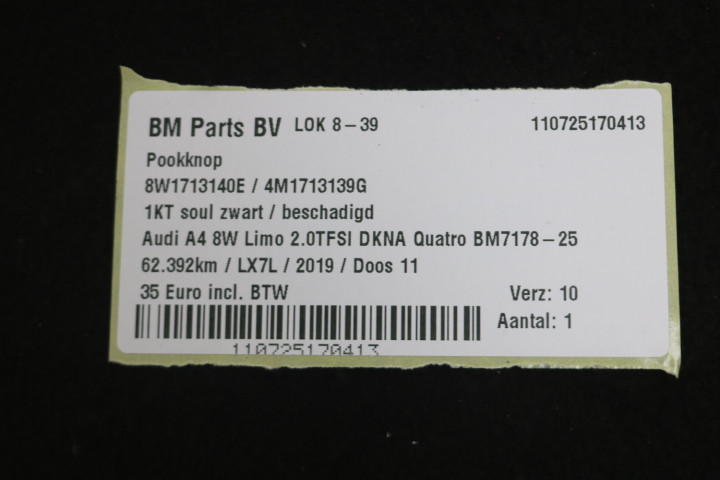 BM Parts BV LOK 8-39 110725170413
Pookknop
8W1713140E / 4M1713139G
1KT soul zwart / beschadigd
Audi A4 8W Limo 2.0TFSI DKNA Quatro BM7178-25
62.392km / LX7L / 2019 / Doos 11
35 Euro incl. BTW Verz: 10
Aantal: 1
110725170413